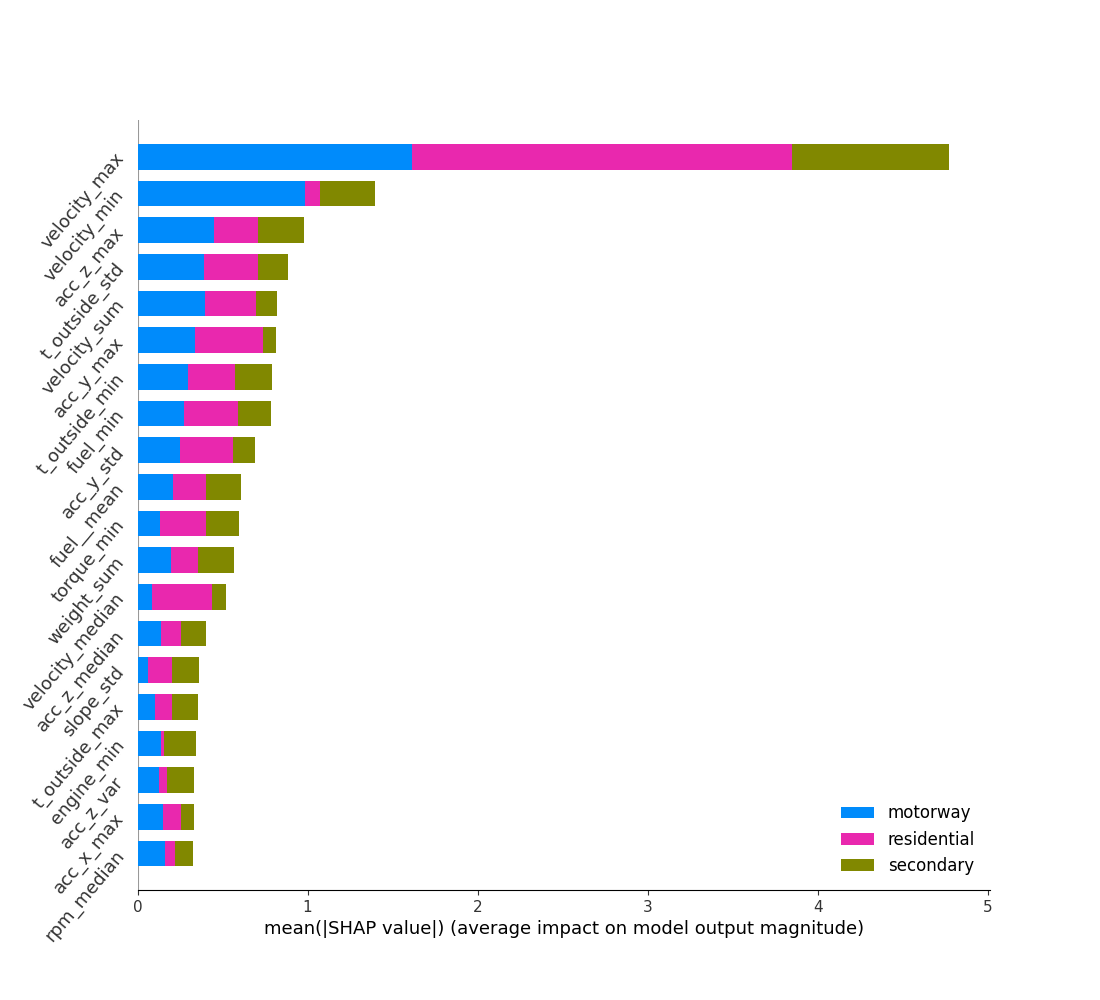 velocity_max
velocity_min
acc_z_max
t_outside_std
velocity_sum
acc_y_max
t_outside_min
fuel_min
acc_y_std
fuel__mean
torque_min
weight_sum
velocity_median
acc_z_median
slope_std
t_outside_max
engine_min
acc_z_var
acc_x_max
rpm_median
motorway
residential
secondary
0 1 2 3 4 5
mean(|SHAP value|) (average impact on model output magnitude)